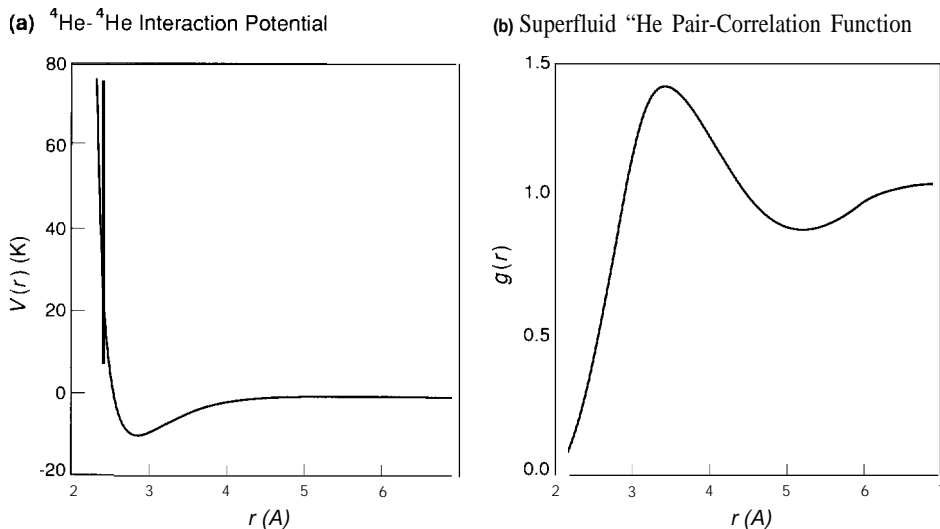 (a) ⁴He-⁴He Interaction Potential
80
60
40
20
0
-20
V(r) (K)
2 3 4 5 6
r (A)
(b) Superfluid “He Pair-Correlation Function
1.5
1.0
0.5
0.0
g(r)
2 3 4 5 6
r (A)